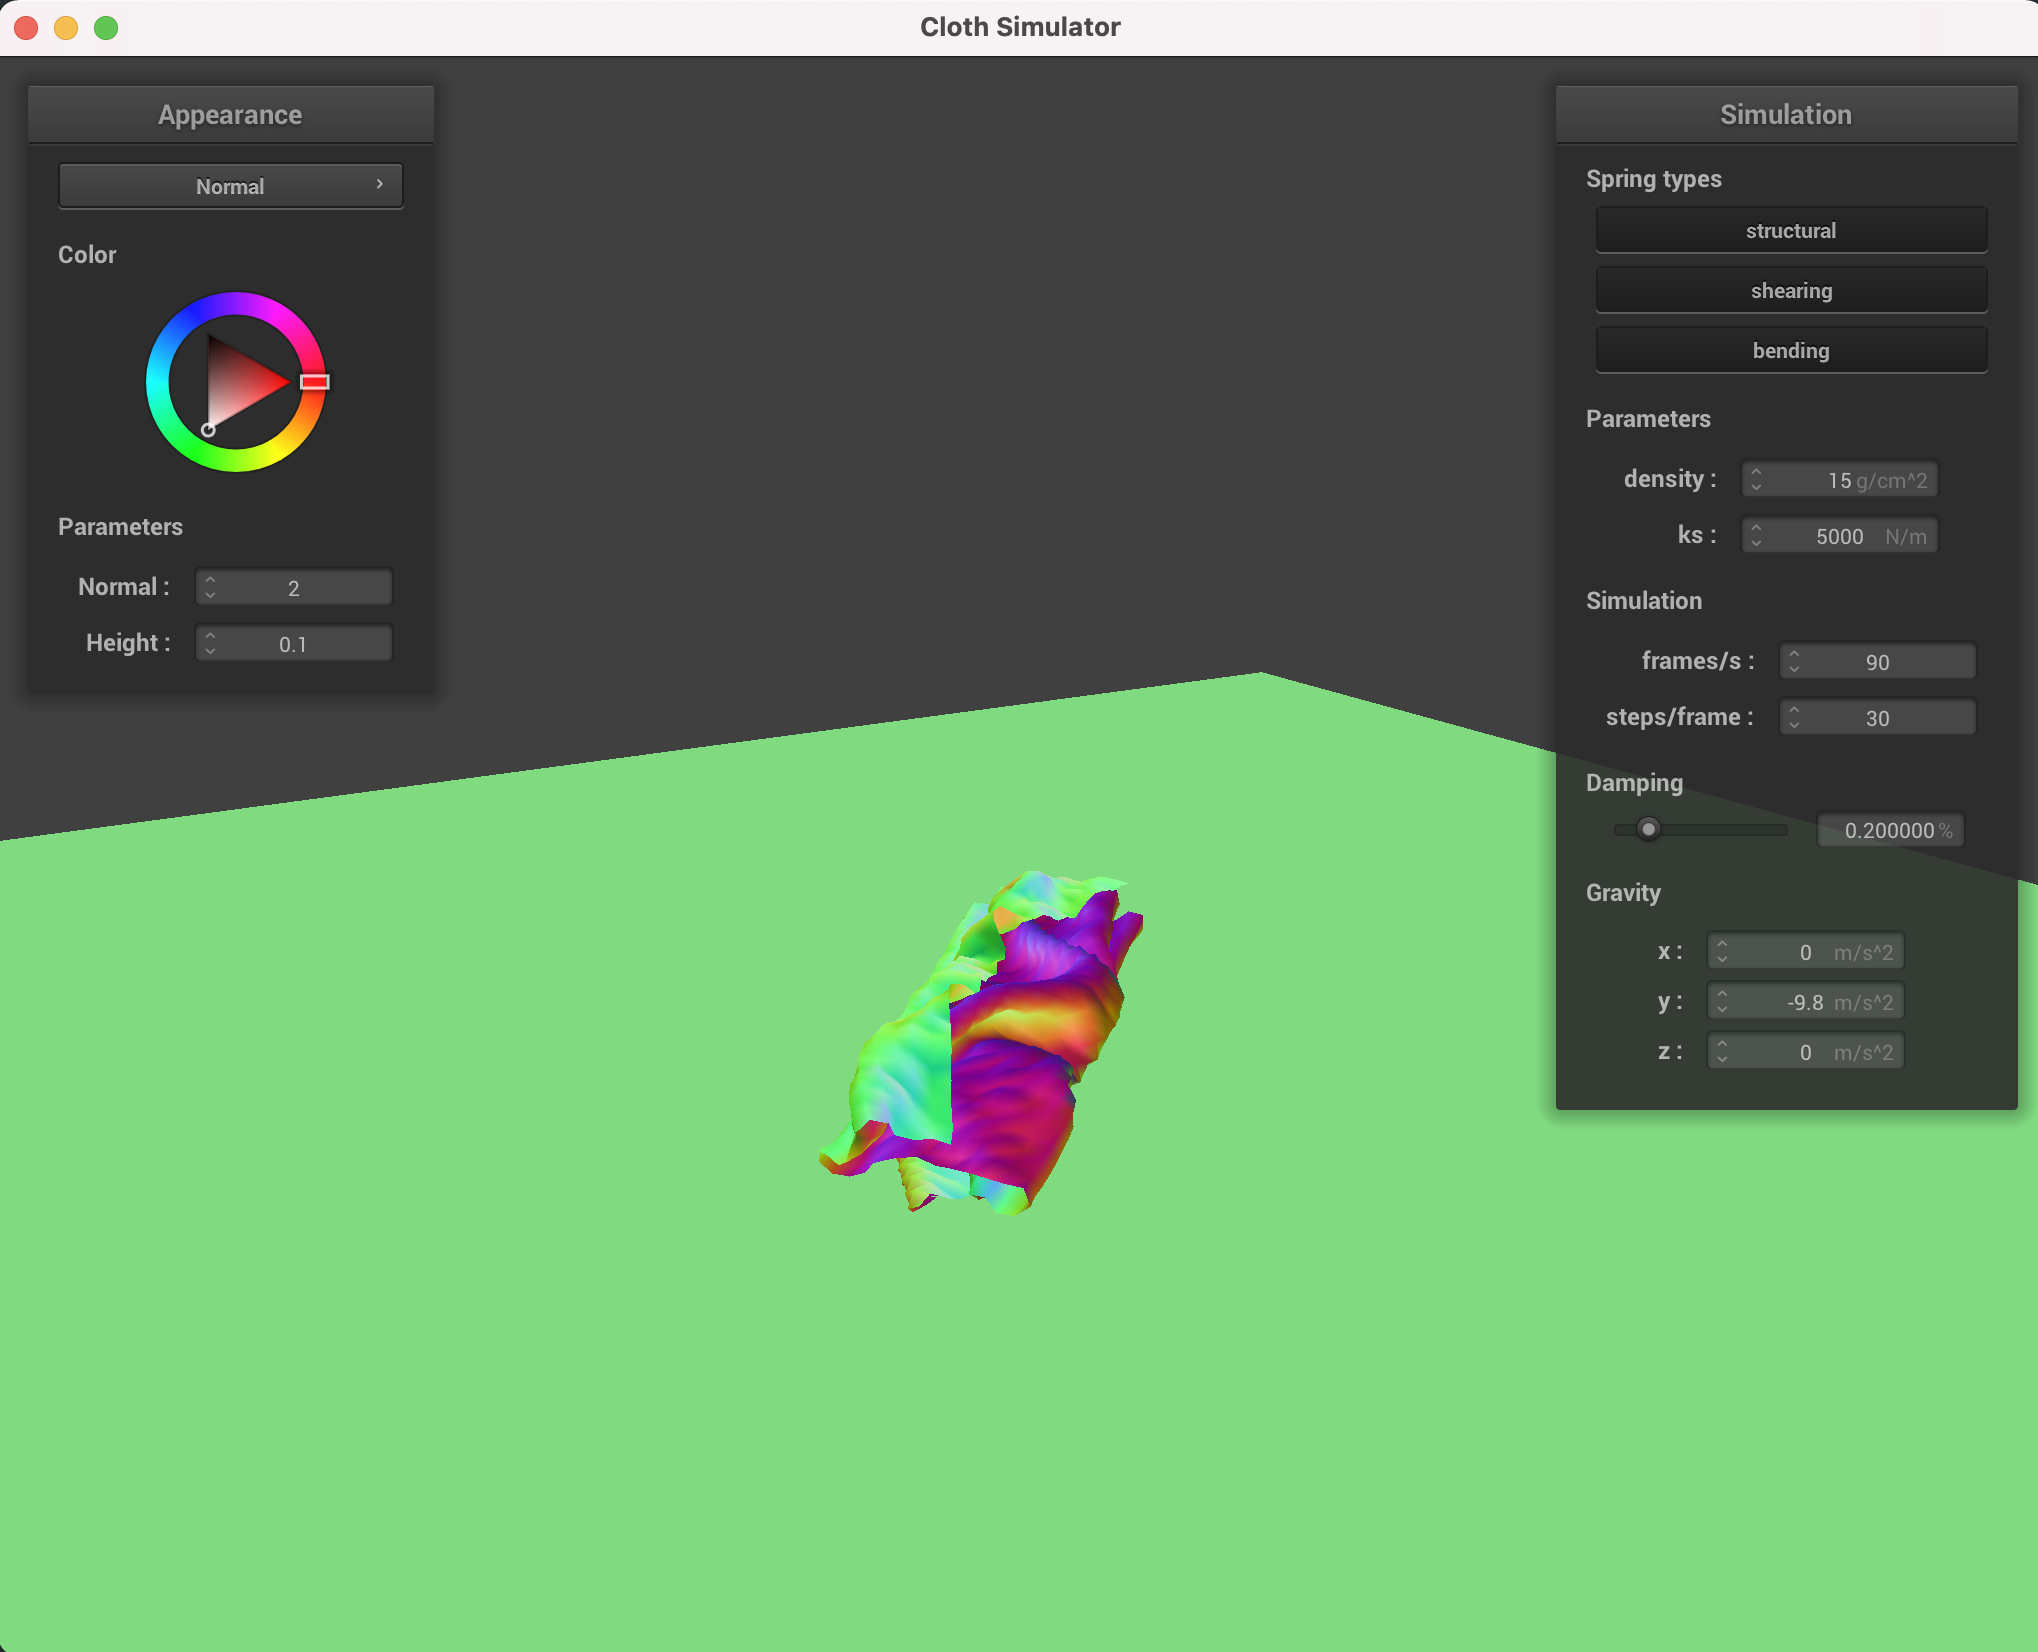 Cloth Simulator
Appearance
Normal
Color
Parameters
Normal : 2
Height : 0.1
Simulation
Spring types
structural
shearing
bending
Parameters
density : 15 g/cm^2
ks : 5000 N/m
Simulation
frames/s : 90
steps/frame : 30
Damping
0.200000 %
Gravity
x : 0 m/s^2
y : -9.8 m/s^2
z : 0 m/s^2